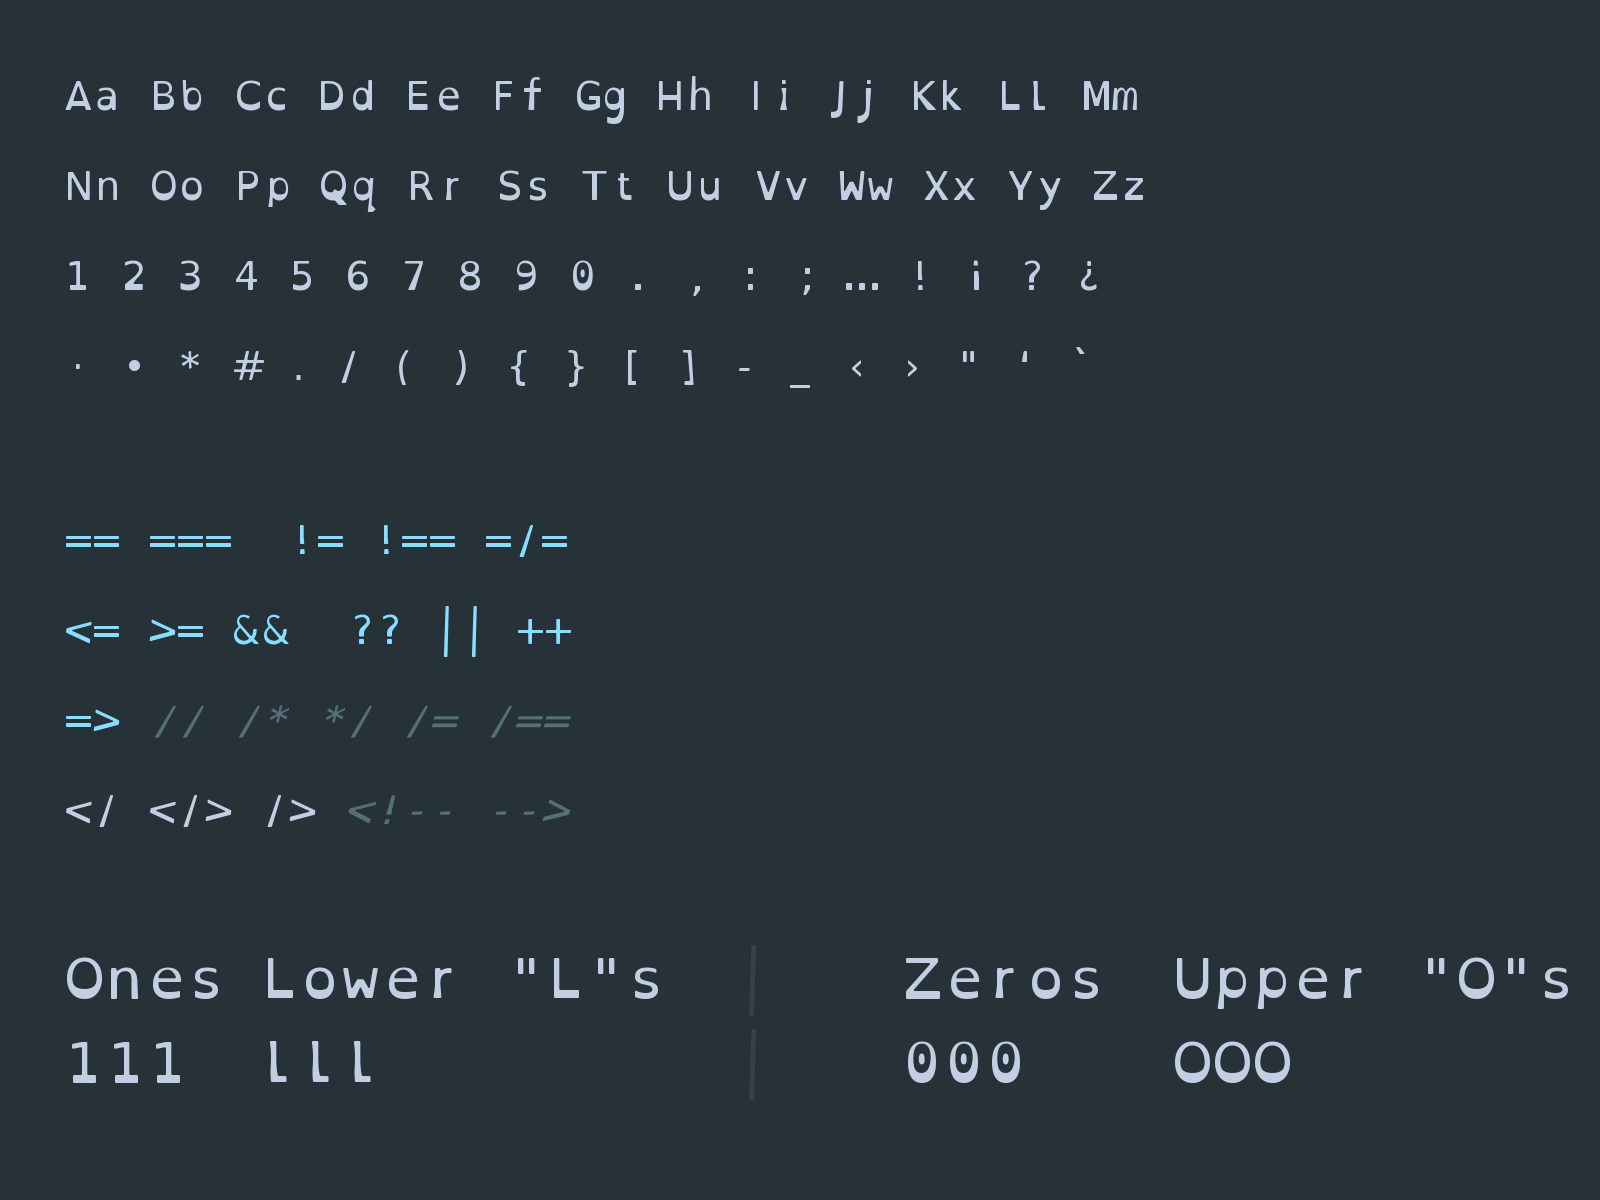 Aa Bb Cc Dd Ee Ff Gg Hh Ii Jj Kk Ll Mm
Nn Oo Pp Qq Rr Ss Tt Uu Vv Ww Xx Yy Zz
1 2 3 4 5 6 7 8 9 0 . , : ; … ! ¡ ? ¿
· • * # . / ( ) { } [ ] - _ ‹ › " ' `
== === != !== =/=
<= >= && ?? || ++
=> // /* */ /= /==
</ </> /> <!-- -->
Ones Lower "L"s | Zeros Upper "O"s
111 lll | 000 OOO